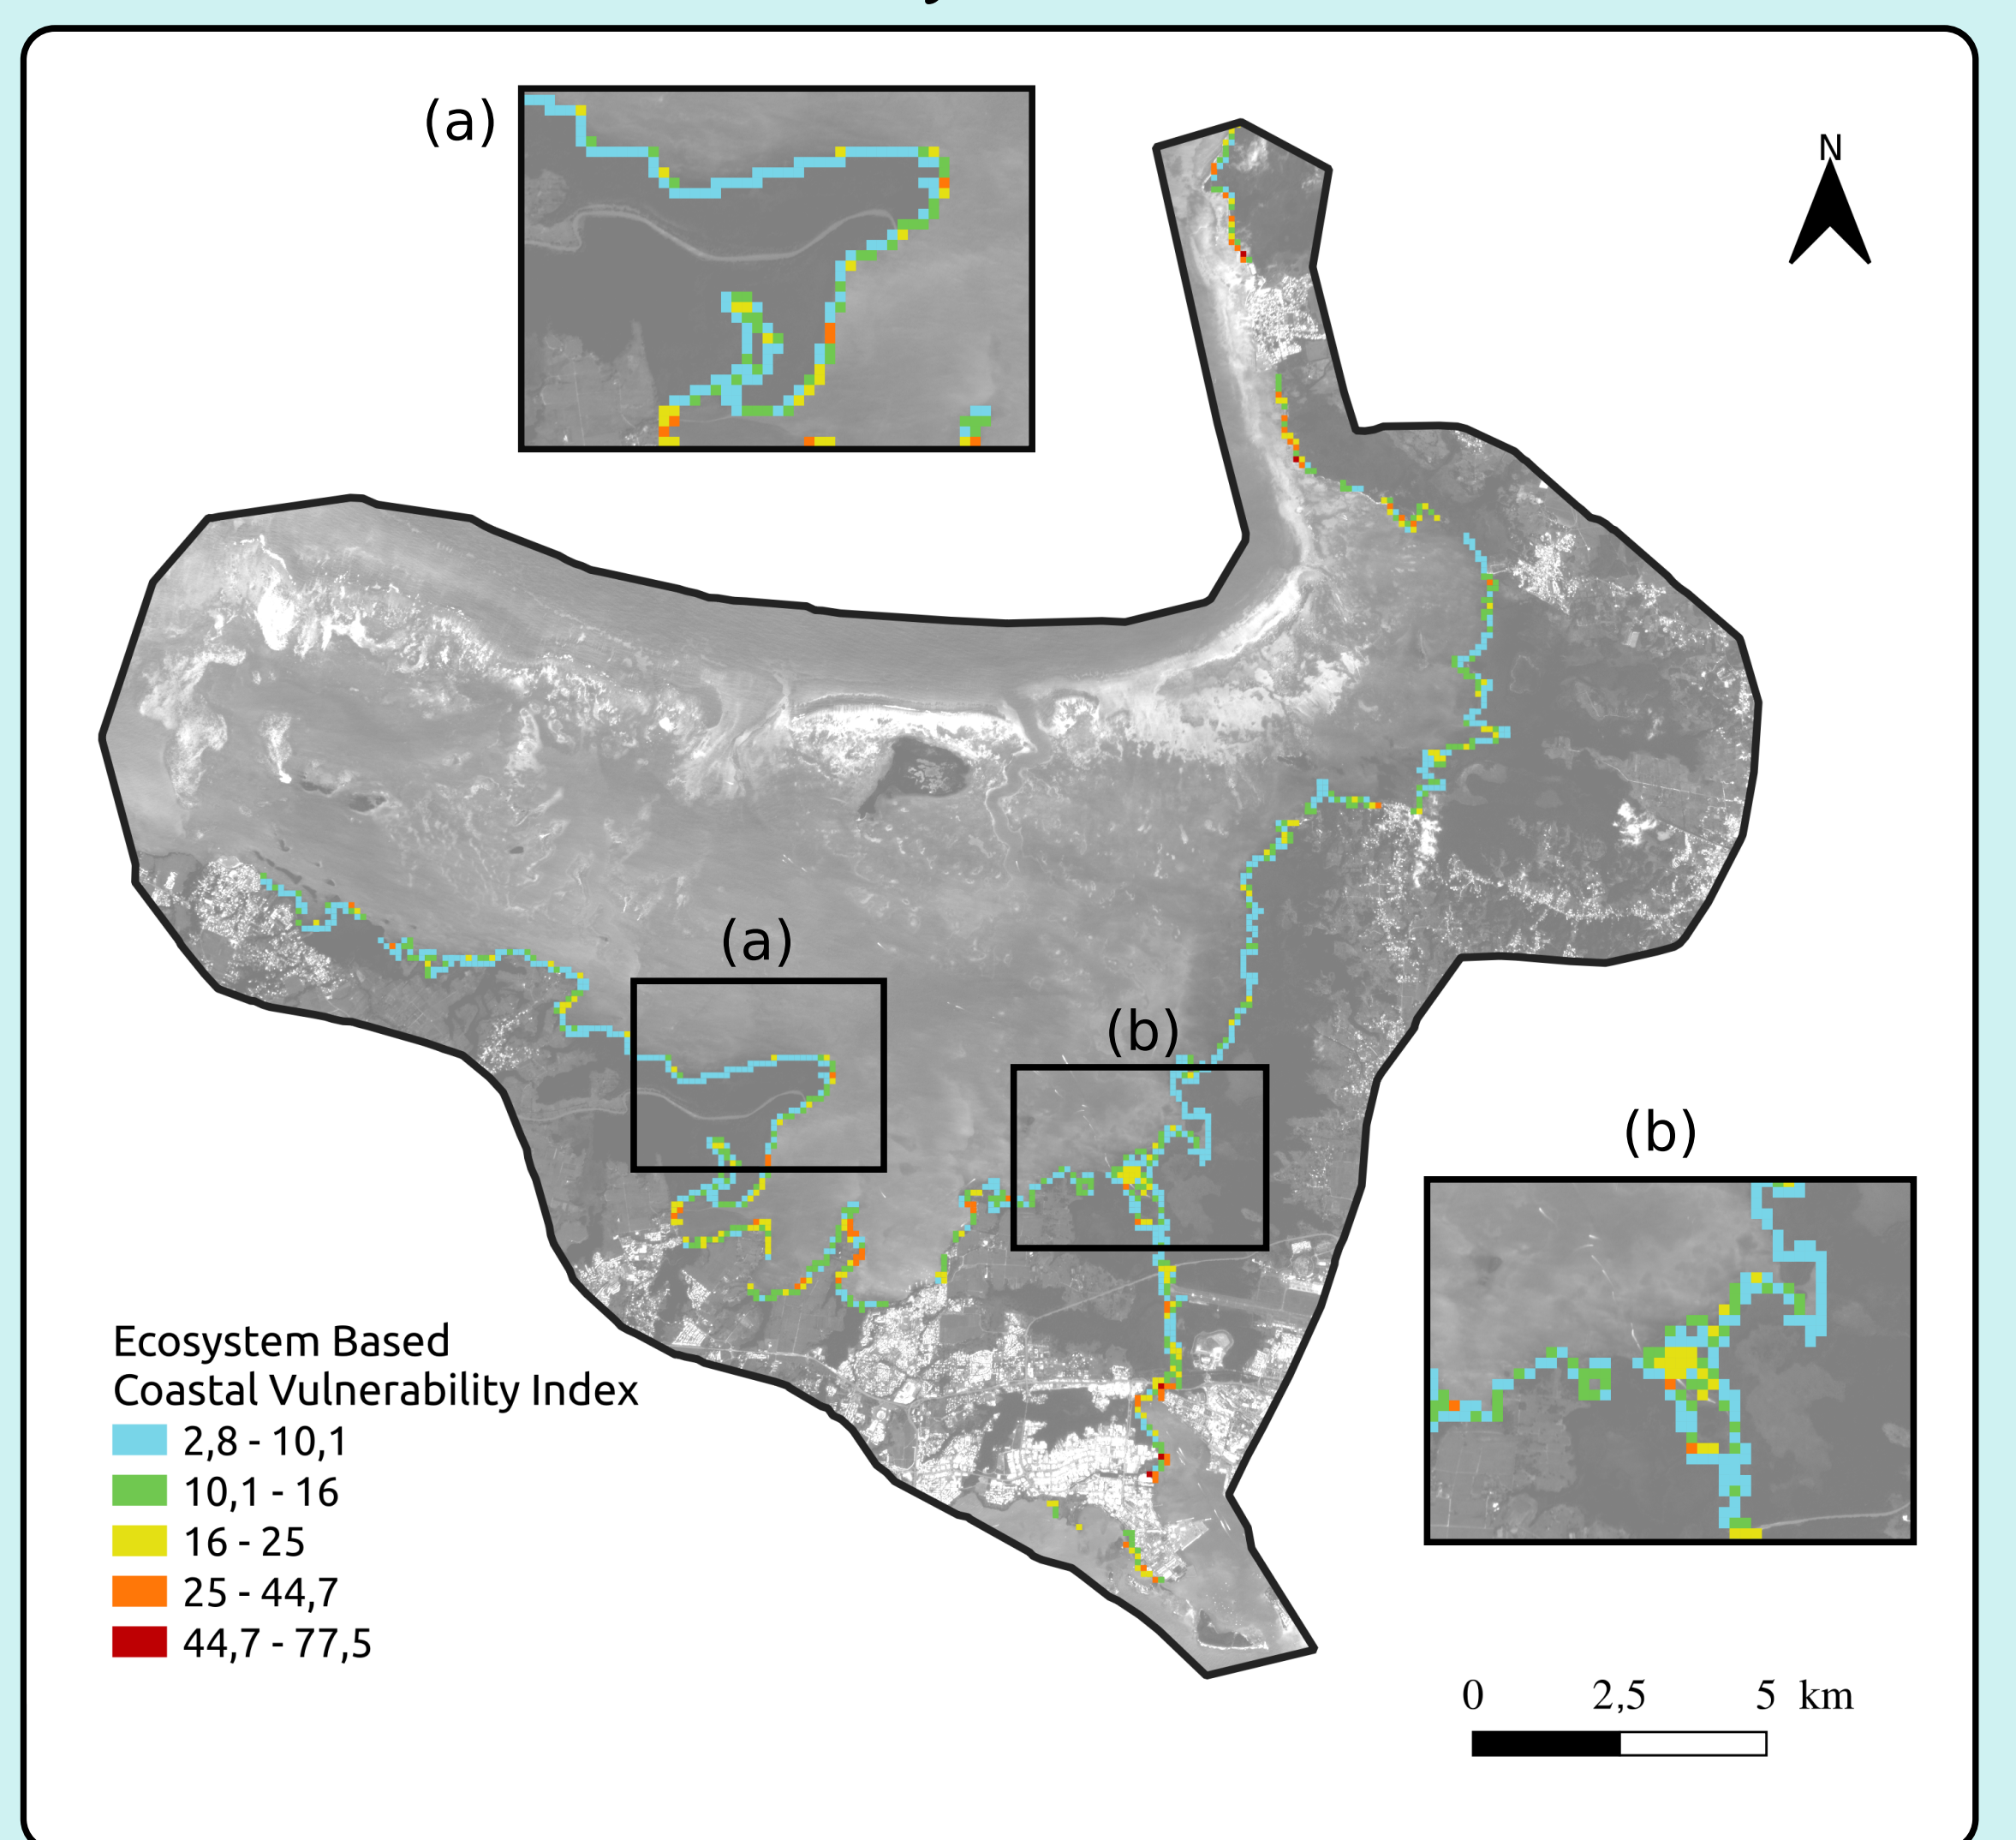 (a)
N
(a)
(b)
(b)
Ecosystem Based
Coastal Vulnerability Index
2,8 - 10,1
10,1 - 16
16 - 25
25 - 44,7
44,7 - 77,5
0 2,5 5 km